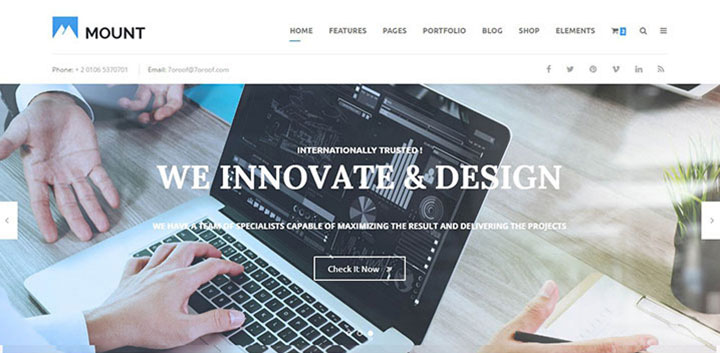 MOUNT
HOME FEATURES PAGES PORTFOLIO BLOG SHOP ELEMENTS 2
Phone: + 2 0106 5370701 Email: 7oroof@7oroof.com
INTERNATIONALLY TRUSTED !
WE INNOVATE & DESIGN
WE HAVE A TEAM OF SPECIALISTS CAPABLE OF MAXIMIZING THE RESULT AND DELIVERING THE PROJECTS
Check It Now